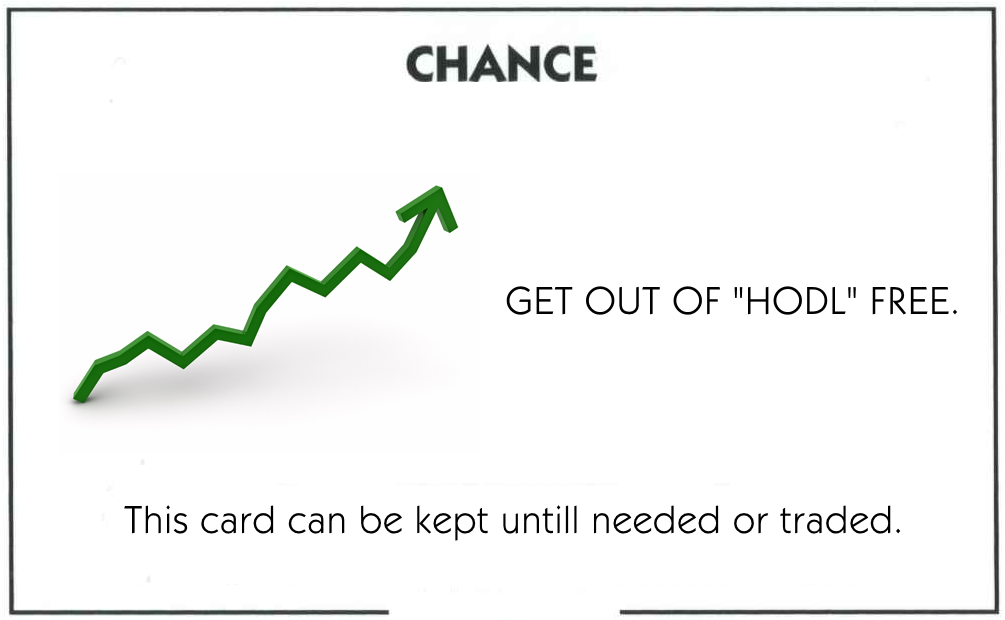 CHANCE
GET OUT OF "HODL" FREE.
This card can be kept untill needed or traded.